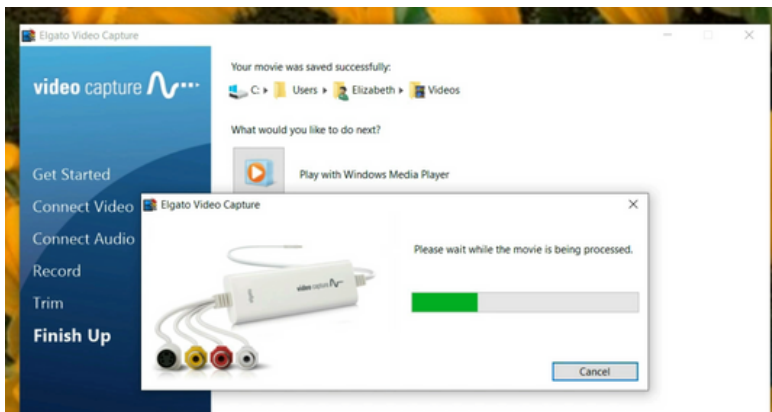 Elgato Video Capture
video capture
Your movie was saved successfully:
C: Users Elizabeth Videos
What would you like to do next?
Play with Windows Media Player
Get Started
Connect Video
Connect Audio
Record
Trim
Finish Up
Elgato Video Capture
Please wait while the movie is being processed.
video capture
elgato
Cancel